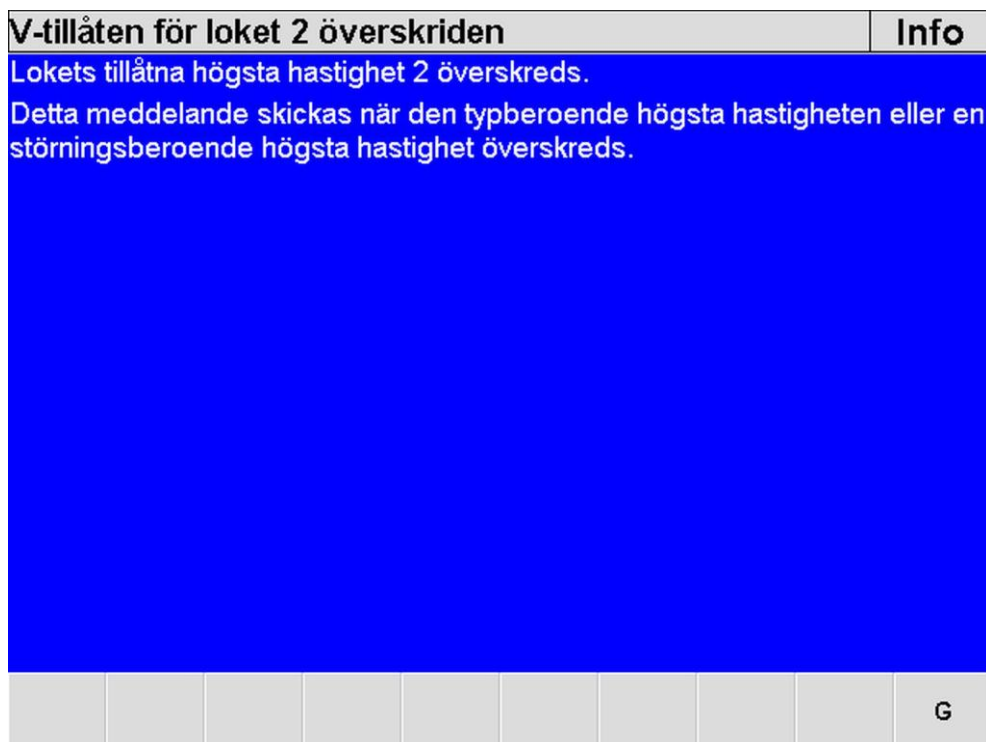 V-tillåten för loket 2 överskriden
Info
Lokets tillåtna högsta hastighet 2 överskreds.
Detta meddelande skickas när den typberoende högsta hastigheten eller en
störningsberoende högsta hastighet överskreds.
G